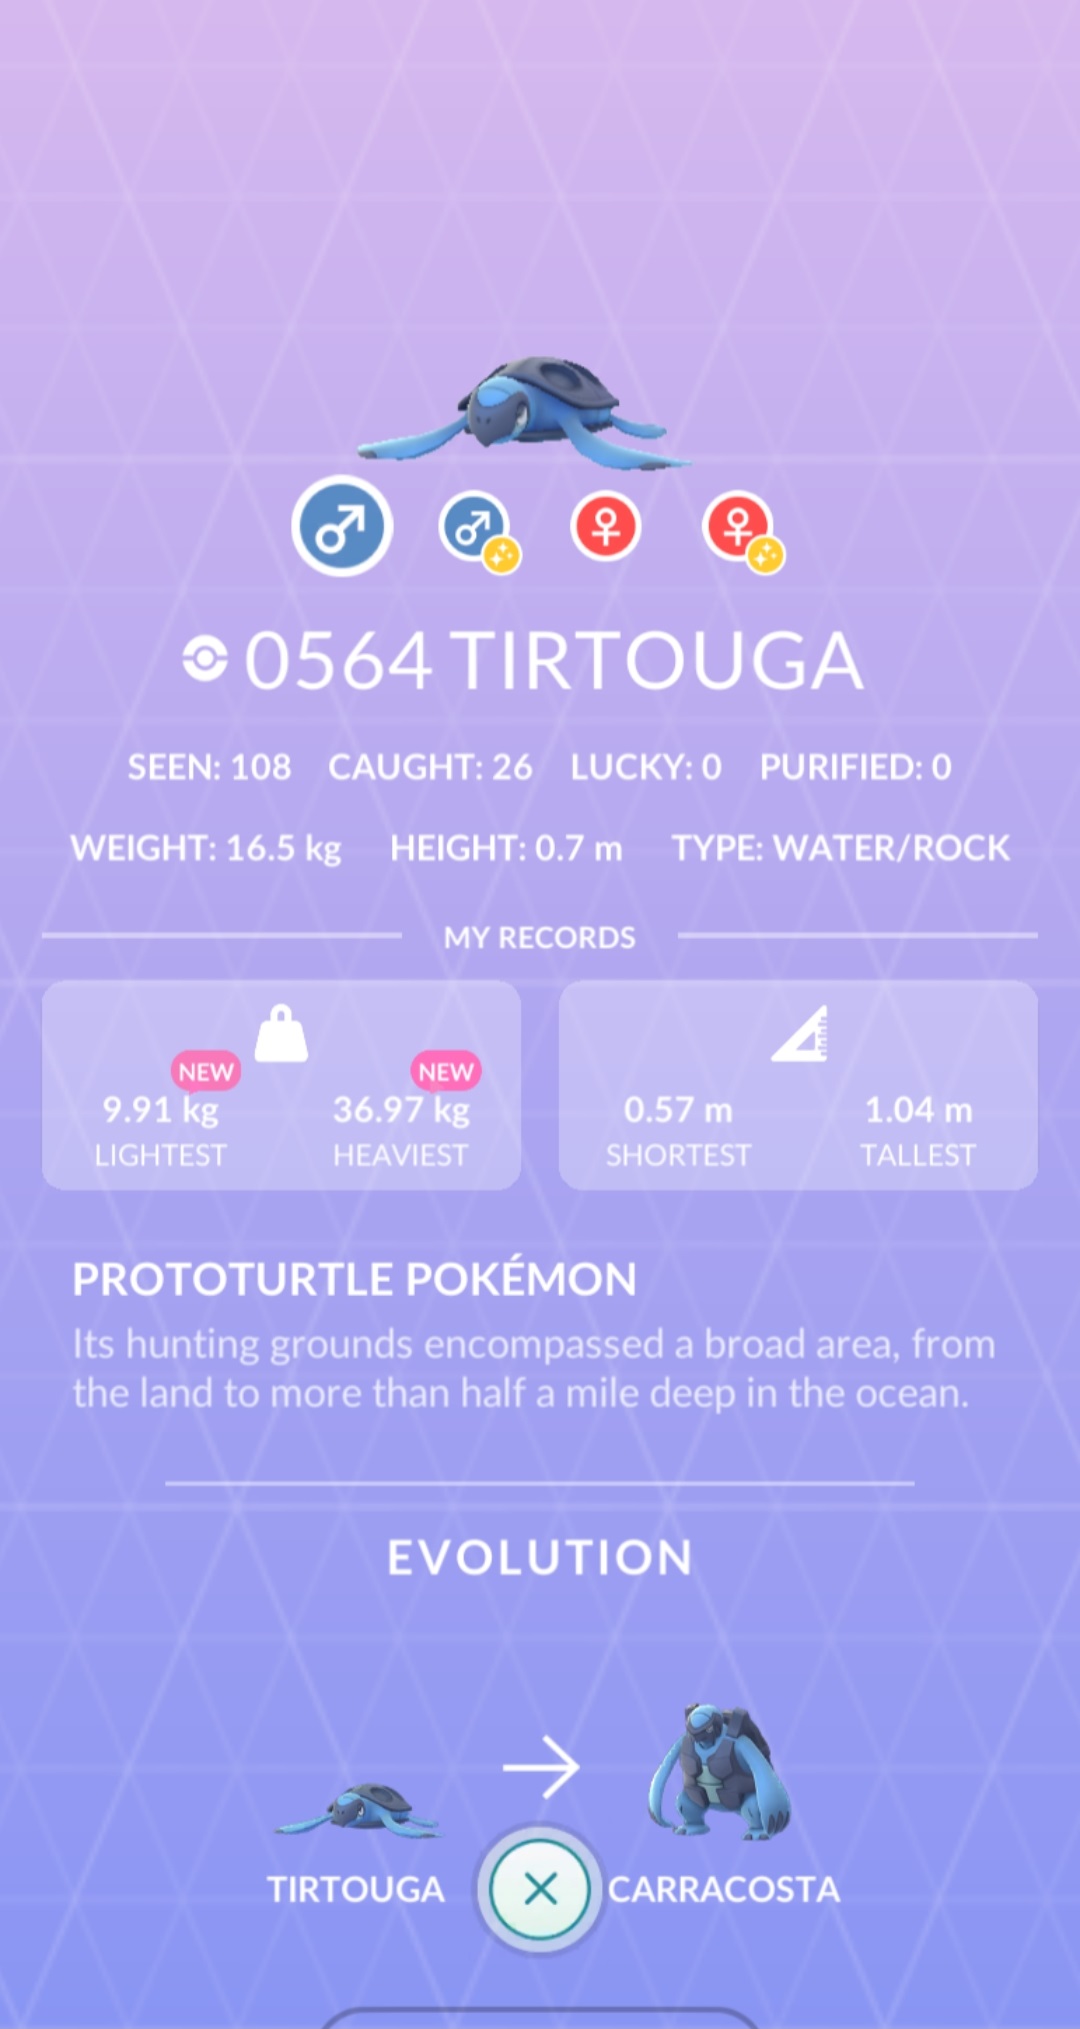 0564 TIRTOUGA
SEEN: 108 CAUGHT: 26 LUCKY: 0 PURIFIED: 0
WEIGHT: 16.5 kg HEIGHT: 0.7 m TYPE: WATER/ROCK
MY RECORDS
NEW NEW
9.91 kg 36.97 kg 0.57 m 1.04 m
LIGHTEST HEAVIEST SHORTEST TALLEST
PROTOTURTLE POKÉMON
Its hunting grounds encompassed a broad area, from
the land to more than half a mile deep in the ocean.
EVOLUTION
TIRTOUGA CARRACOSTA